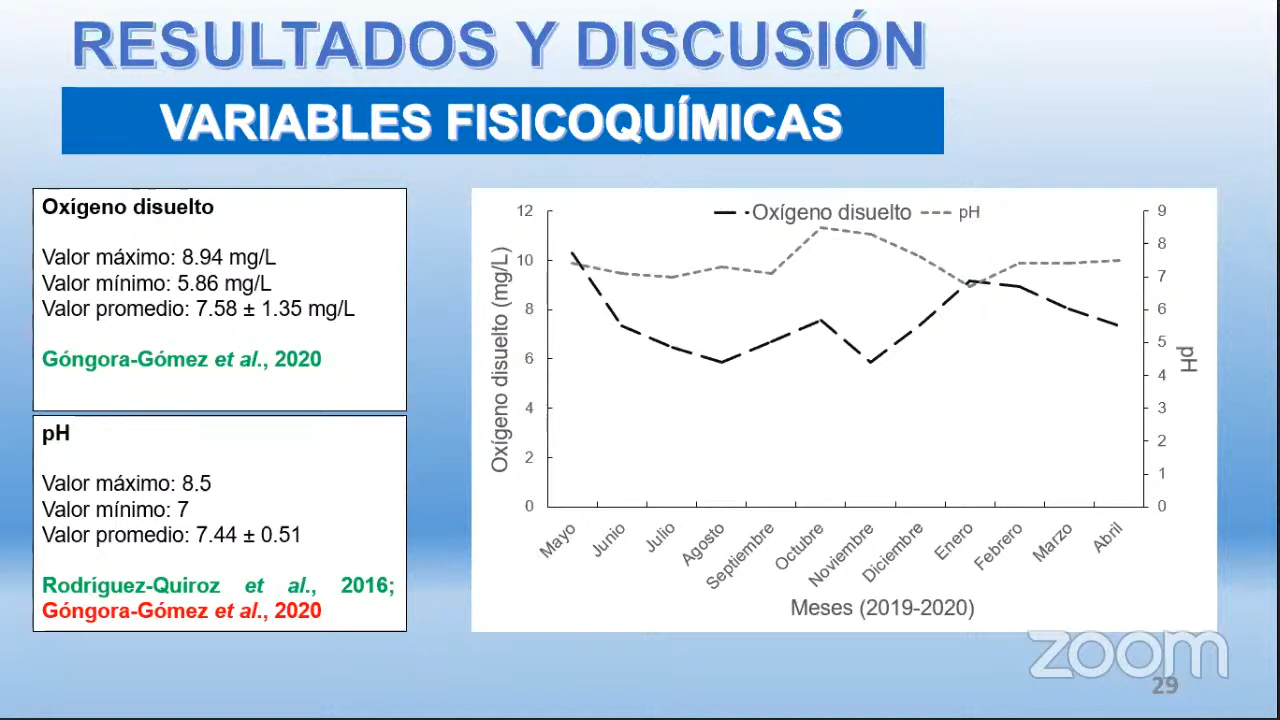 RESULTADOS Y DISCUSIÓN
VARIABLES FISICOQUÍMICAS
Oxígeno disuelto
Valor máximo: 8.94 mg/L
Valor mínimo: 5.86 mg/L
Valor promedio: 7.58 ± 1.35 mg/L
Góngora-Gómez et al., 2020
pH
Valor máximo: 8.5
Valor mínimo: 7
Valor promedio: 7.44 ± 0.51
Rodríguez-Quiroz et al., 2016;
Góngora-Gómez et al., 2020
Oxígeno disuelto
pH
Oxígeno disuelto (mg/L)
12
10
8
6
4
2
0
9
8
7
6
5
4
3
2
1
0
pH
Mayo
Junio
Julio
Agosto
Septiembre
Octubre
Noviembre
Diciembre
Enero
Febrero
Marzo
Abril
Meses (2019-2020)
zoom
29